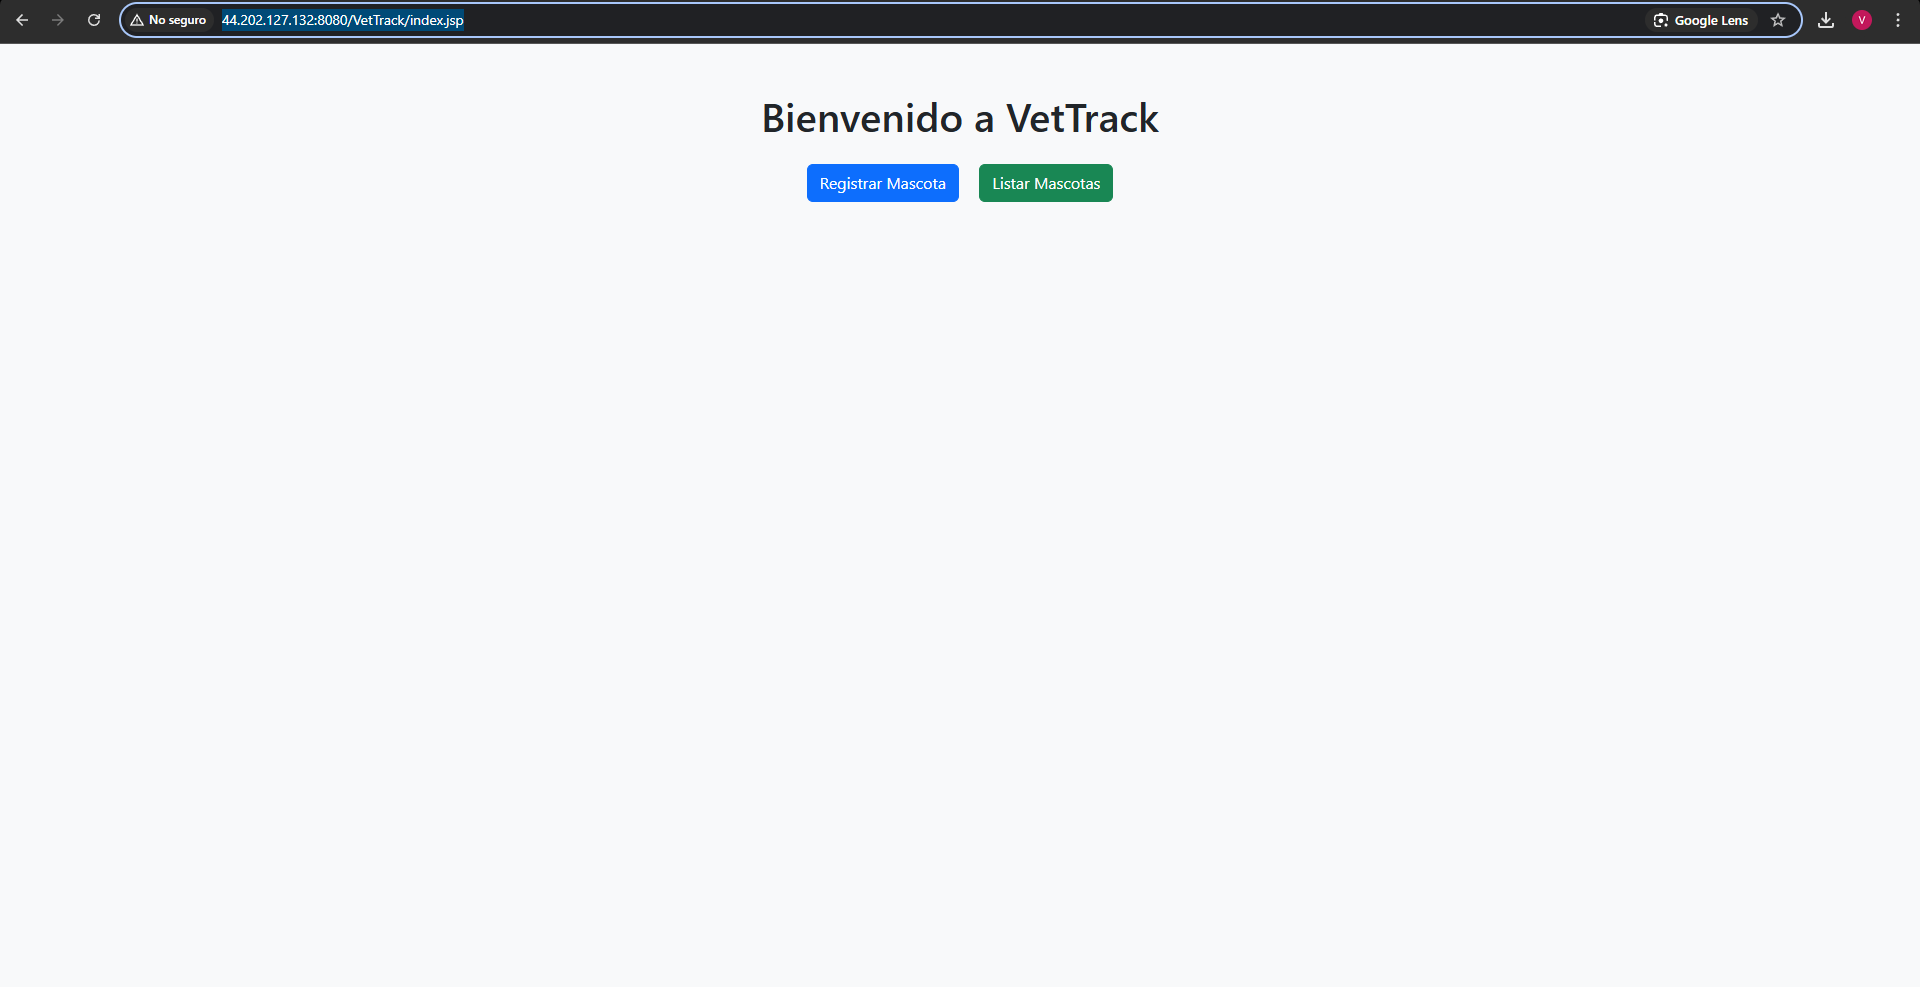 No seguro
44.202.127.132:8080/VetTrack/index.jsp
Google Lens
V
Bienvenido a VetTrack
Registrar Mascota
Listar Mascotas